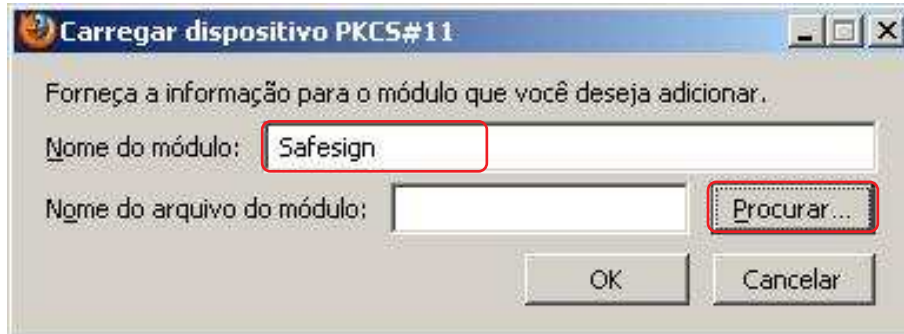 Carregar dispositivo PKCS#11
Forneça a informação para o módulo que você deseja adicionar.
Nome do módulo: Safesign
Nome do arquivo do módulo: Procurar...
OK Cancelar